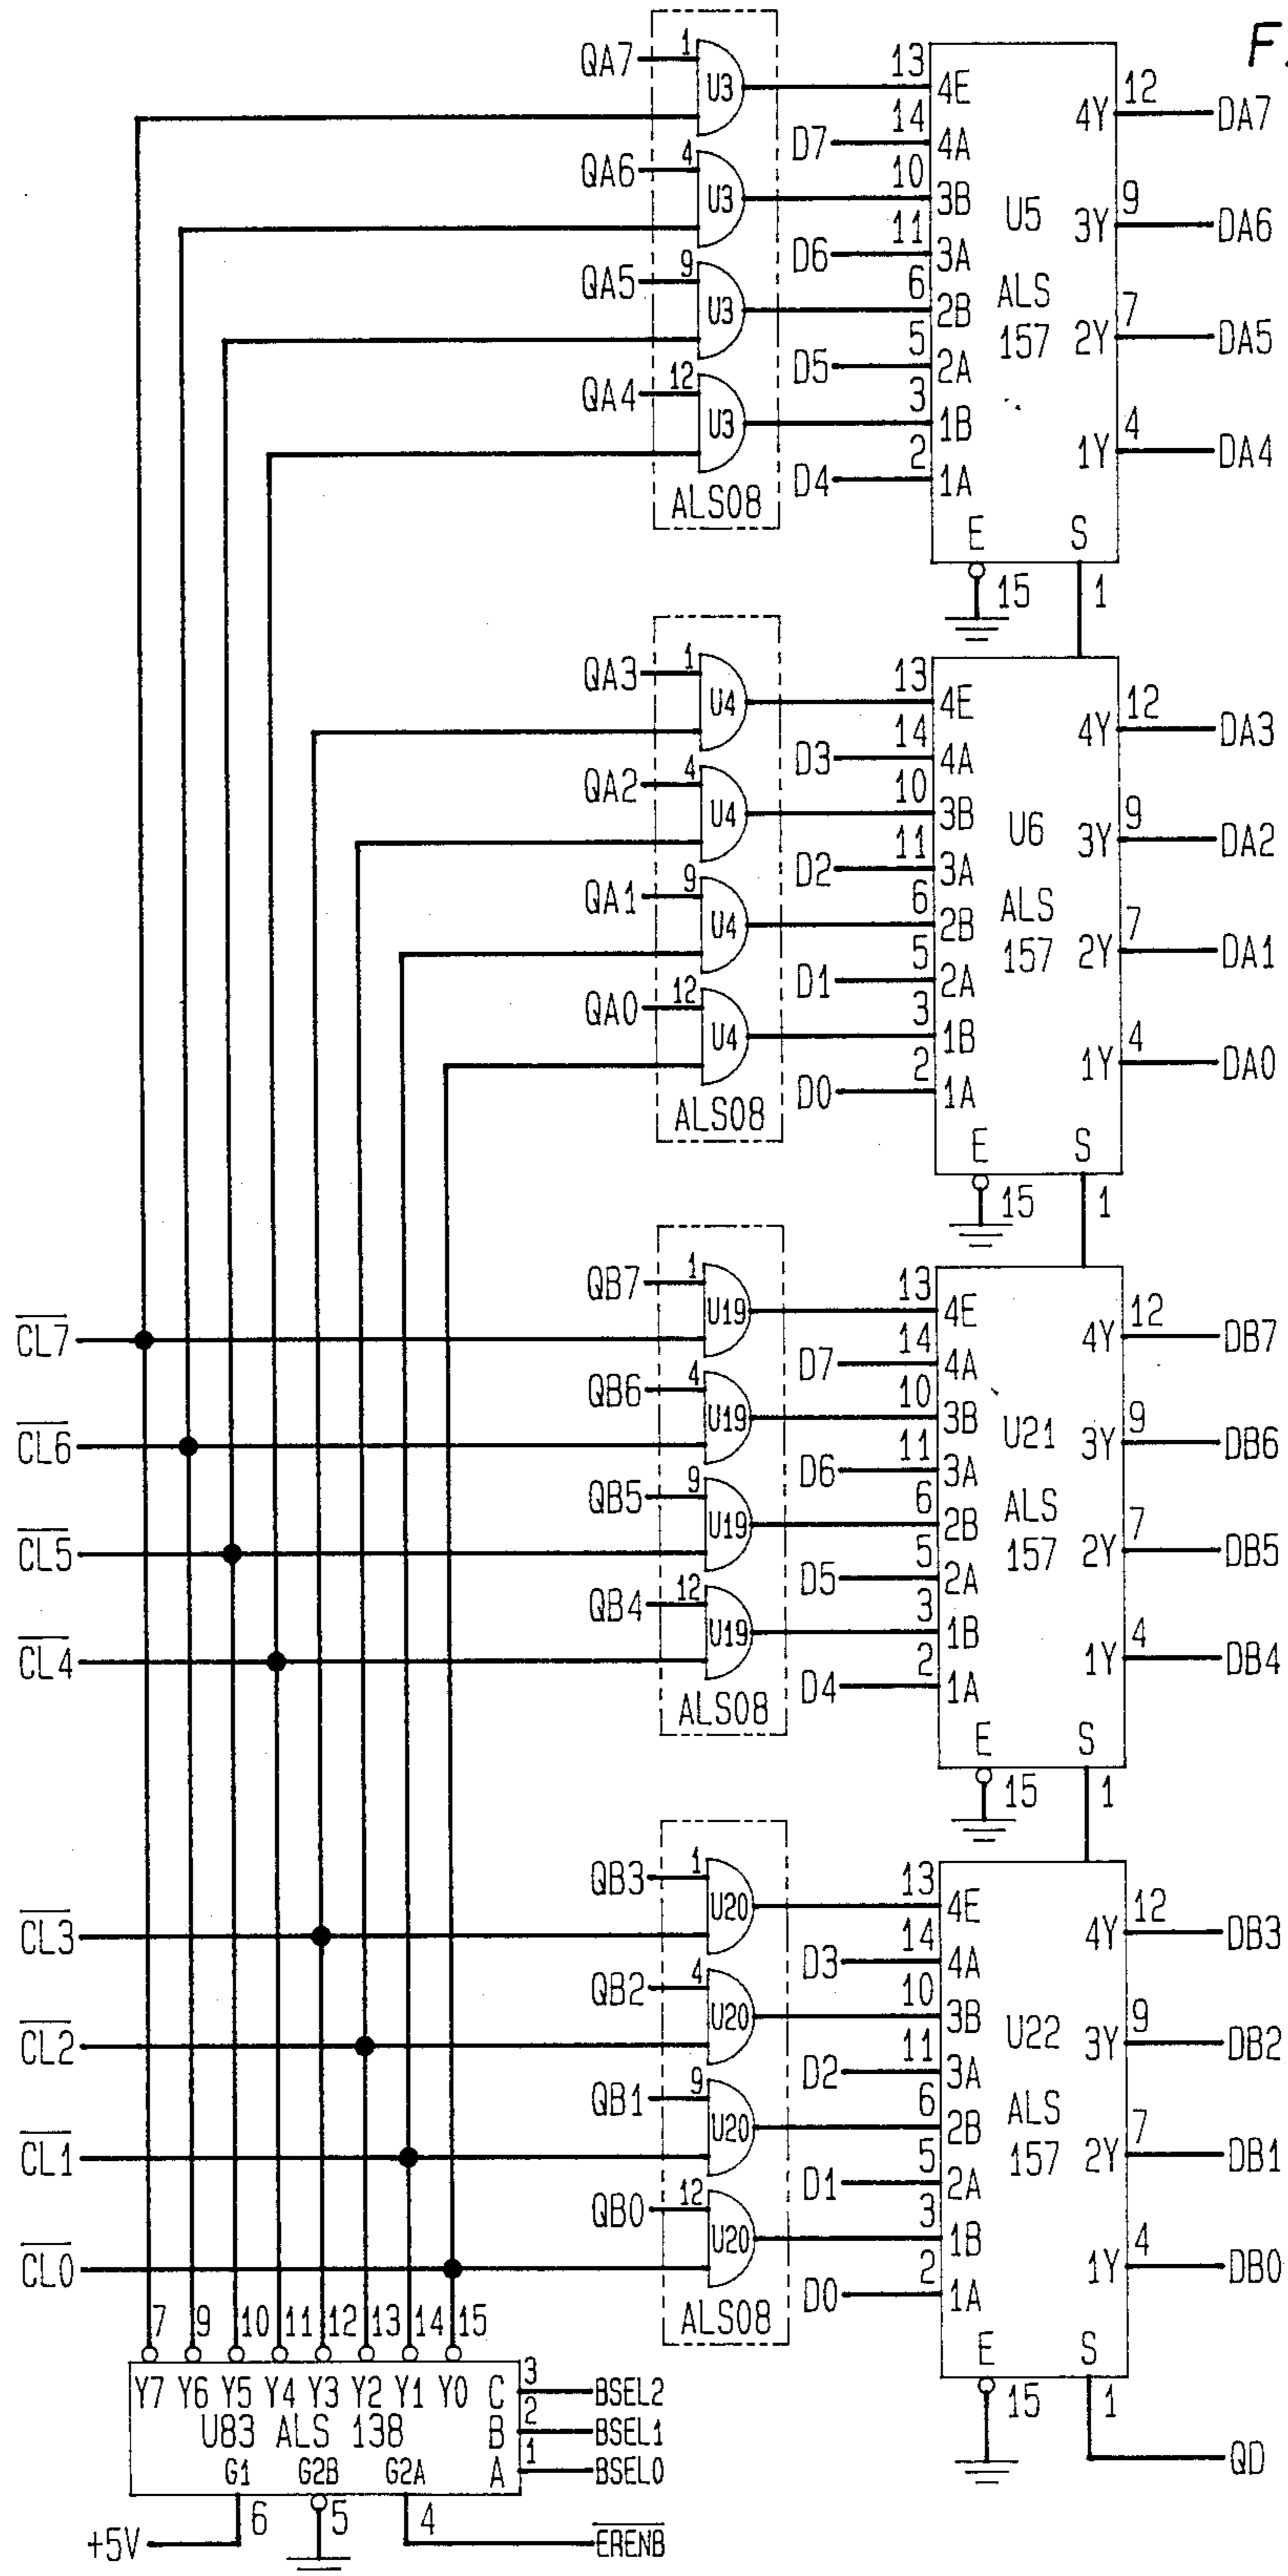 F.
QA7 1 U3 13 4E 4Y 12 DA7
D7 14 4A
QA6 4 U3 10 3B U5 3Y 9 DA6
D6 11 3A
QA5 9 U3 6 2B ALS 157 2Y 7 DA5
D5 5 2A
QA4 12 U3 3 1B 1Y 4 DA4
D4 2 1A
ALS08
E S
15 1
QA3 1 U4 13 4E 4Y 12 DA3
D3 14 4A
QA2 4 U4 10 3B U6 3Y 9 DA2
D2 11 3A
QA1 9 U4 6 2B ALS 157 2Y 7 DA1
D1 5 2A
QA0 12 U4 3 1B 1Y 4 DA0
D0 2 1A
ALS08
E S
15 1
QB7 1 U19 13 4E 4Y 12 DB7
CL7 D7 14 4A
QB6 4 U19 10 3B U21 3Y 9 DB6
CL6 D6 11 3A
QB5 9 U19 6 2B ALS 157 2Y 7 DB5
CL5 D5 5 2A
QB4 12 U19 3 1B 1Y 4 DB4
CL4 D4 2 1A
ALS08
E S
15 1
QB3 1 U20 13 4E 4Y 12 DB3
CL3 D3 14 4A
QB2 4 U20 10 3B U22 3Y 9 DB2
CL2 D2 11 3A
QB1 9 U20 6 2B ALS 157 2Y 7 DB1
CL1 D1 5 2A
QB0 12 U20 3 1B 1Y 4 DB0
CL0 D0 2 1A
ALS08
E S
15 1
QD
7 9 10 11 12 13 14 15
Y7 Y6 Y5 Y4 Y3 Y2 Y1 Y0 C 3 BSEL2
U83 ALS 138 B 2 BSEL1
G1 G2B G2A A 1 BSEL0
6 5 4
+5V ERENB